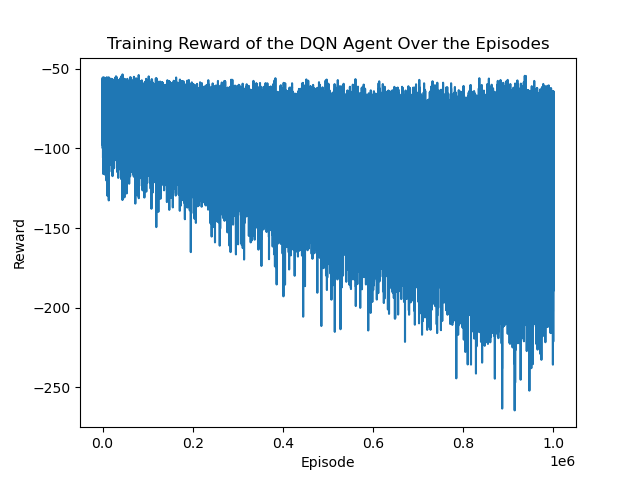 Training Reward of the DQN Agent Over the Episodes
−50
−100
−150
−200
−250
Reward
0.0 0.2 0.4 0.6 0.8 1.0
1e6
Episode